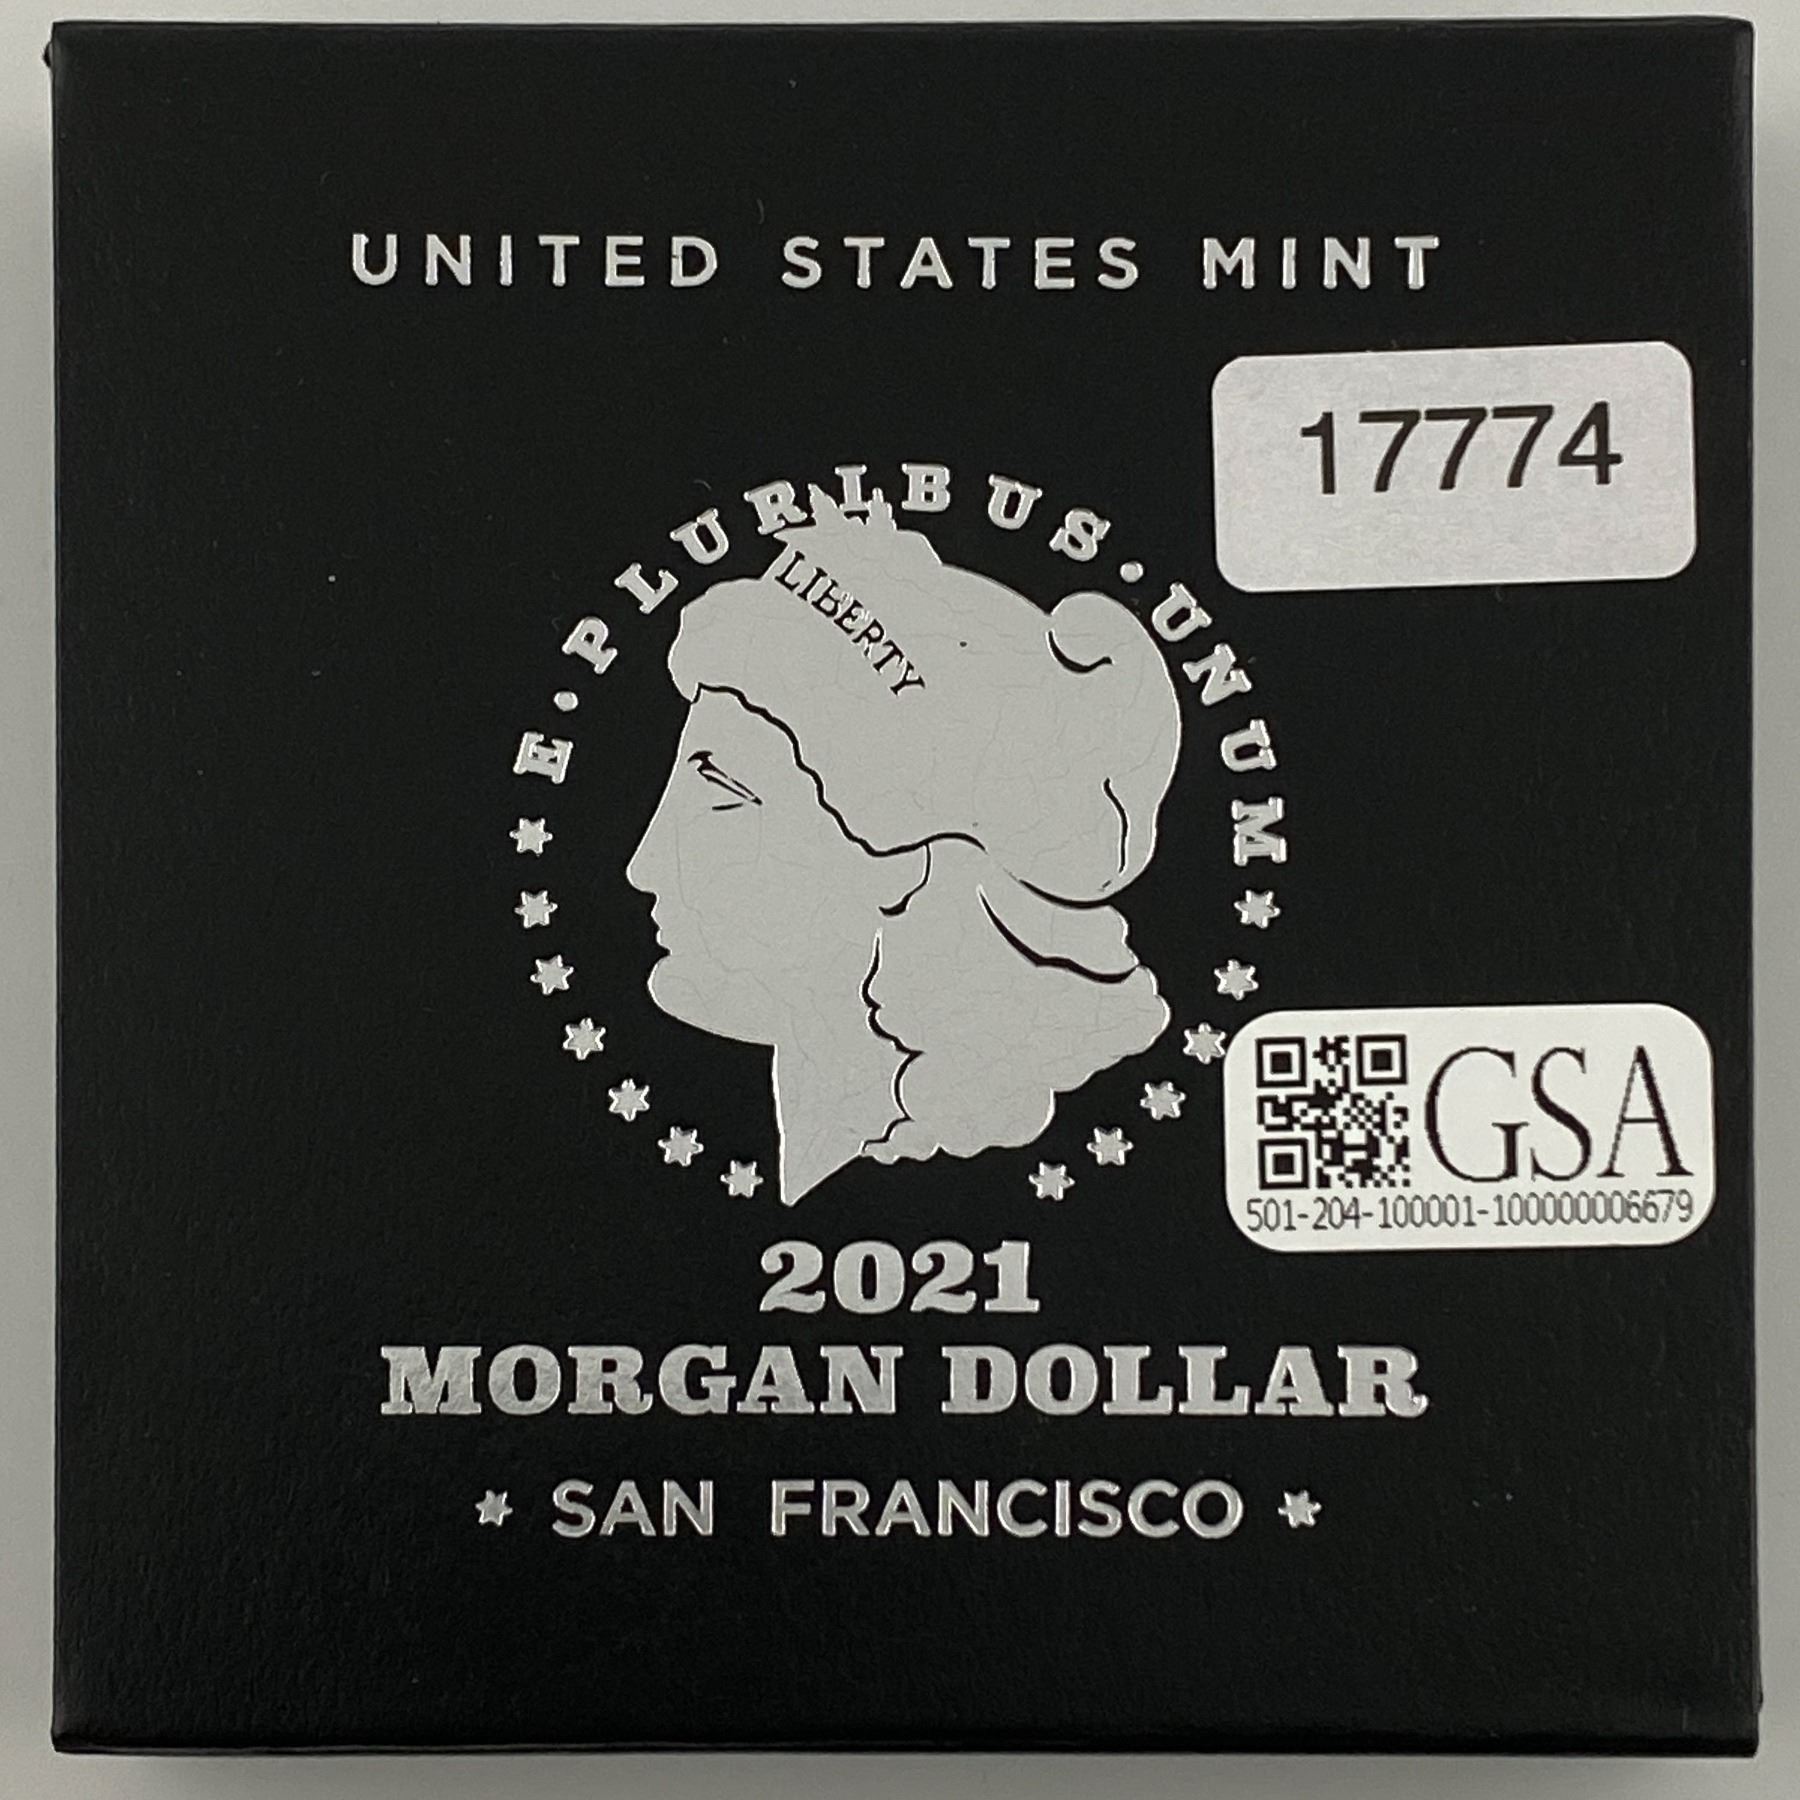 UNITED STATES MINT
17774
E·PLURIBUS·UNUM
LIBERTY
GSA
501-204-100001-100000006679
2021
MORGAN DOLLAR
SAN FRANCISCO